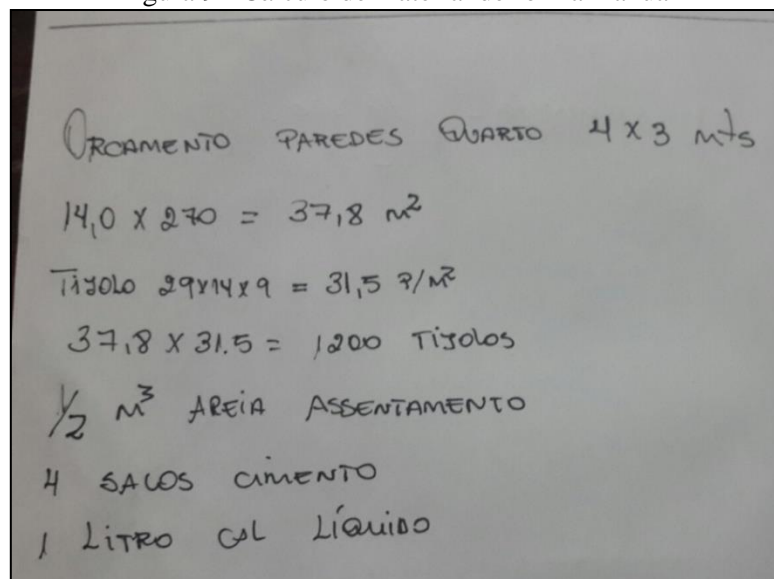 ORCAMENTO PAREDES QUARTO 4 X 3 mts
14,0 X 270 = 37,8 m²
TIJOLO 29x14x9 = 31,5 P/m²
37,8 X 31.5 = 1200 TIJOLOS
1/2 m³ AREIA ASSENTAMENTO
4 SACOS CIMENTO
1 LITRO CAL LÍQUIDO